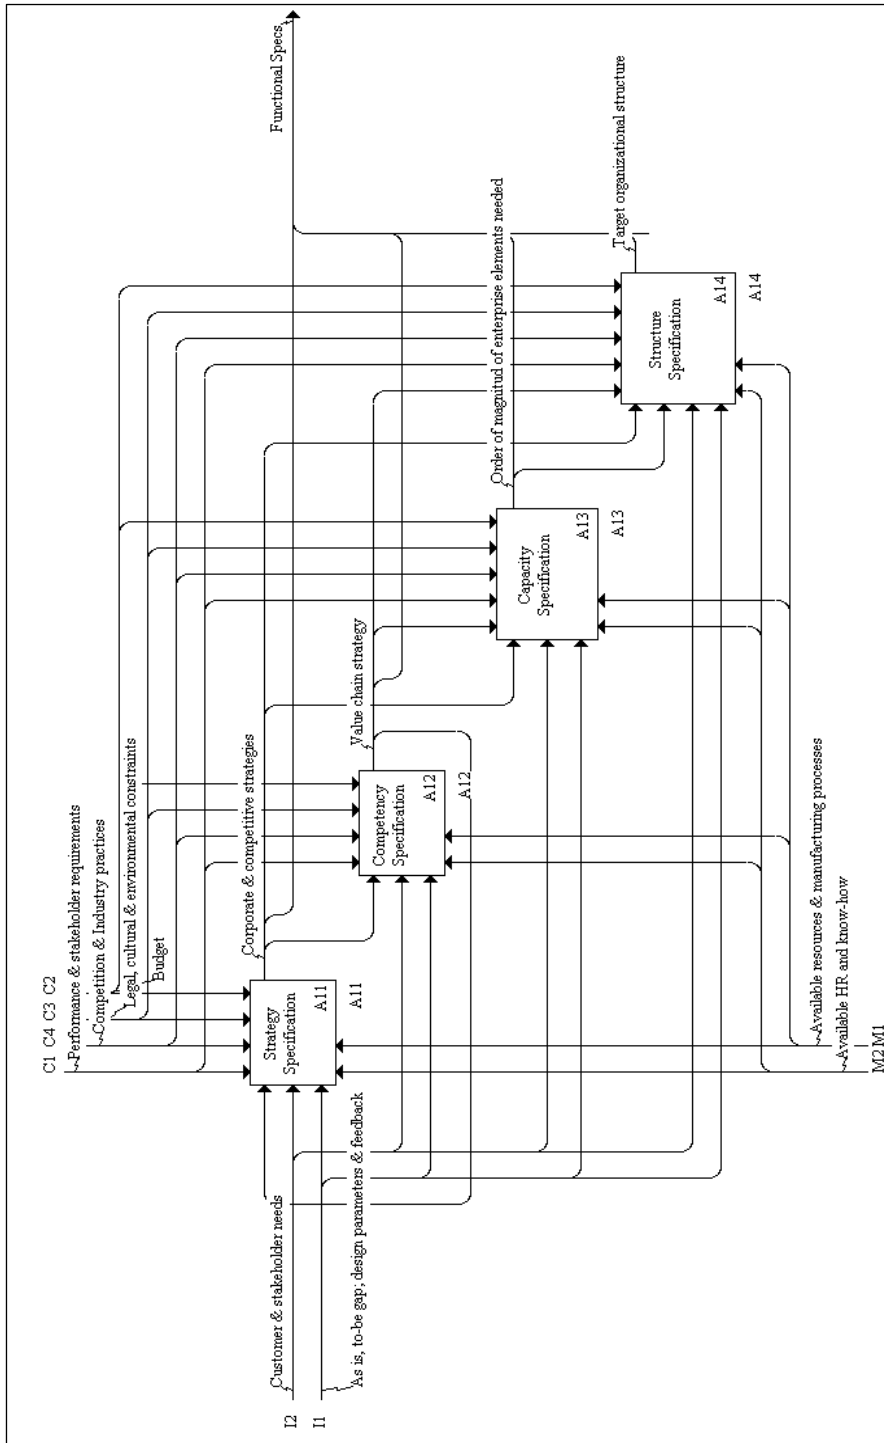 C1 C4 C3 C2
Performance & stakeholder requirements
Competition & Industry practices
Legal, cultural & environmental constraints
Budget
Functional Specs
Corporate & competitive strategies
Strategy
Specification
A11
A11
Value chain strategy
Competency
Specification
A12
A12
Order of magnitud of enterprise elements needed
Capacity
Specification
A13
A13
Target organizational structure
Structure
Specification
A14
A14
Customer & stakeholder needs
I2
As is, to-be gap; design parameters & feedback
I1
Available resources & manufacturing processes
Available HR and know-how
M2 M1